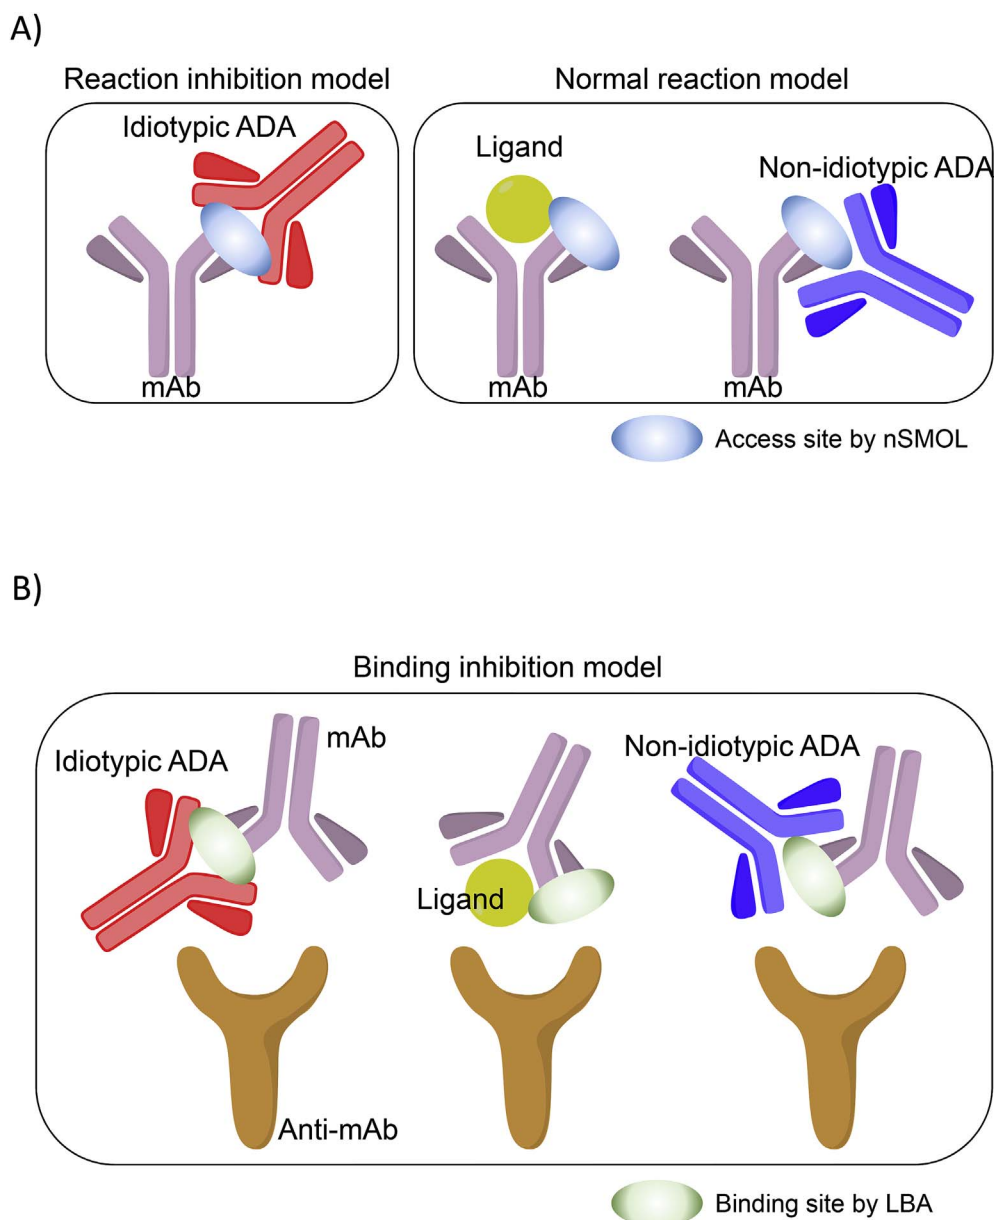 A)
Reaction inhibition model
Normal reaction model
Idiotypic ADA
Ligand
Non-idiotypic ADA
mAb
mAb
mAb
Access site by nSMOL
B)
Binding inhibition model
mAb
Idiotypic ADA
Non-idiotypic ADA
Ligand
Anti-mAb
Binding site by LBA